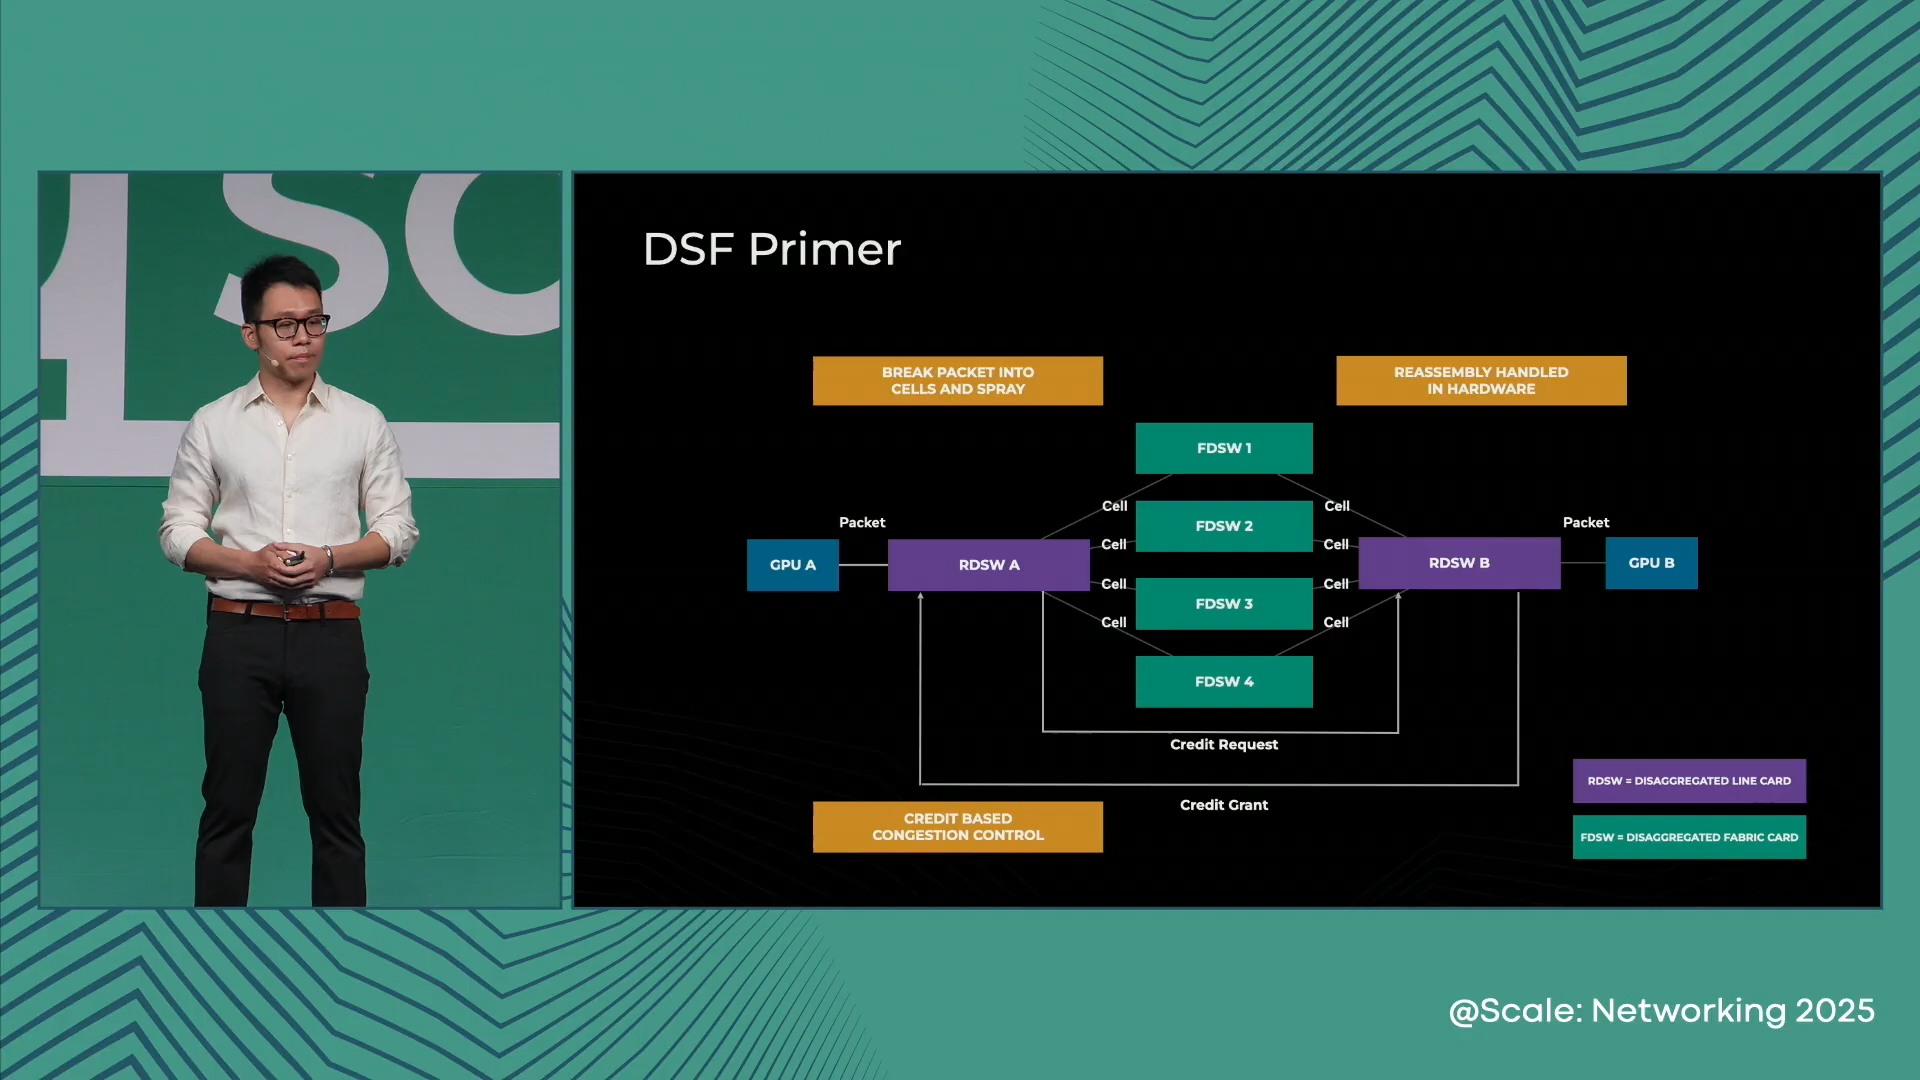 SC
DSF Primer
BREAK PACKET INTO
CELLS AND SPRAY
REASSEMBLY HANDLED
IN HARDWARE
FDSW 1
Cell
Cell
Packet
FDSW 2
Packet
Cell
Cell
GPU A
RDSW A
RDSW B
GPU B
Cell
Cell
FDSW 3
Cell
Cell
FDSW 4
Credit Request
Credit Grant
CREDIT BASED
CONGESTION CONTROL
RDSW = DISAGGREGATED LINE CARD
FDSW = DISAGGREGATED FABRIC CARD
@Scale: Networking 2025